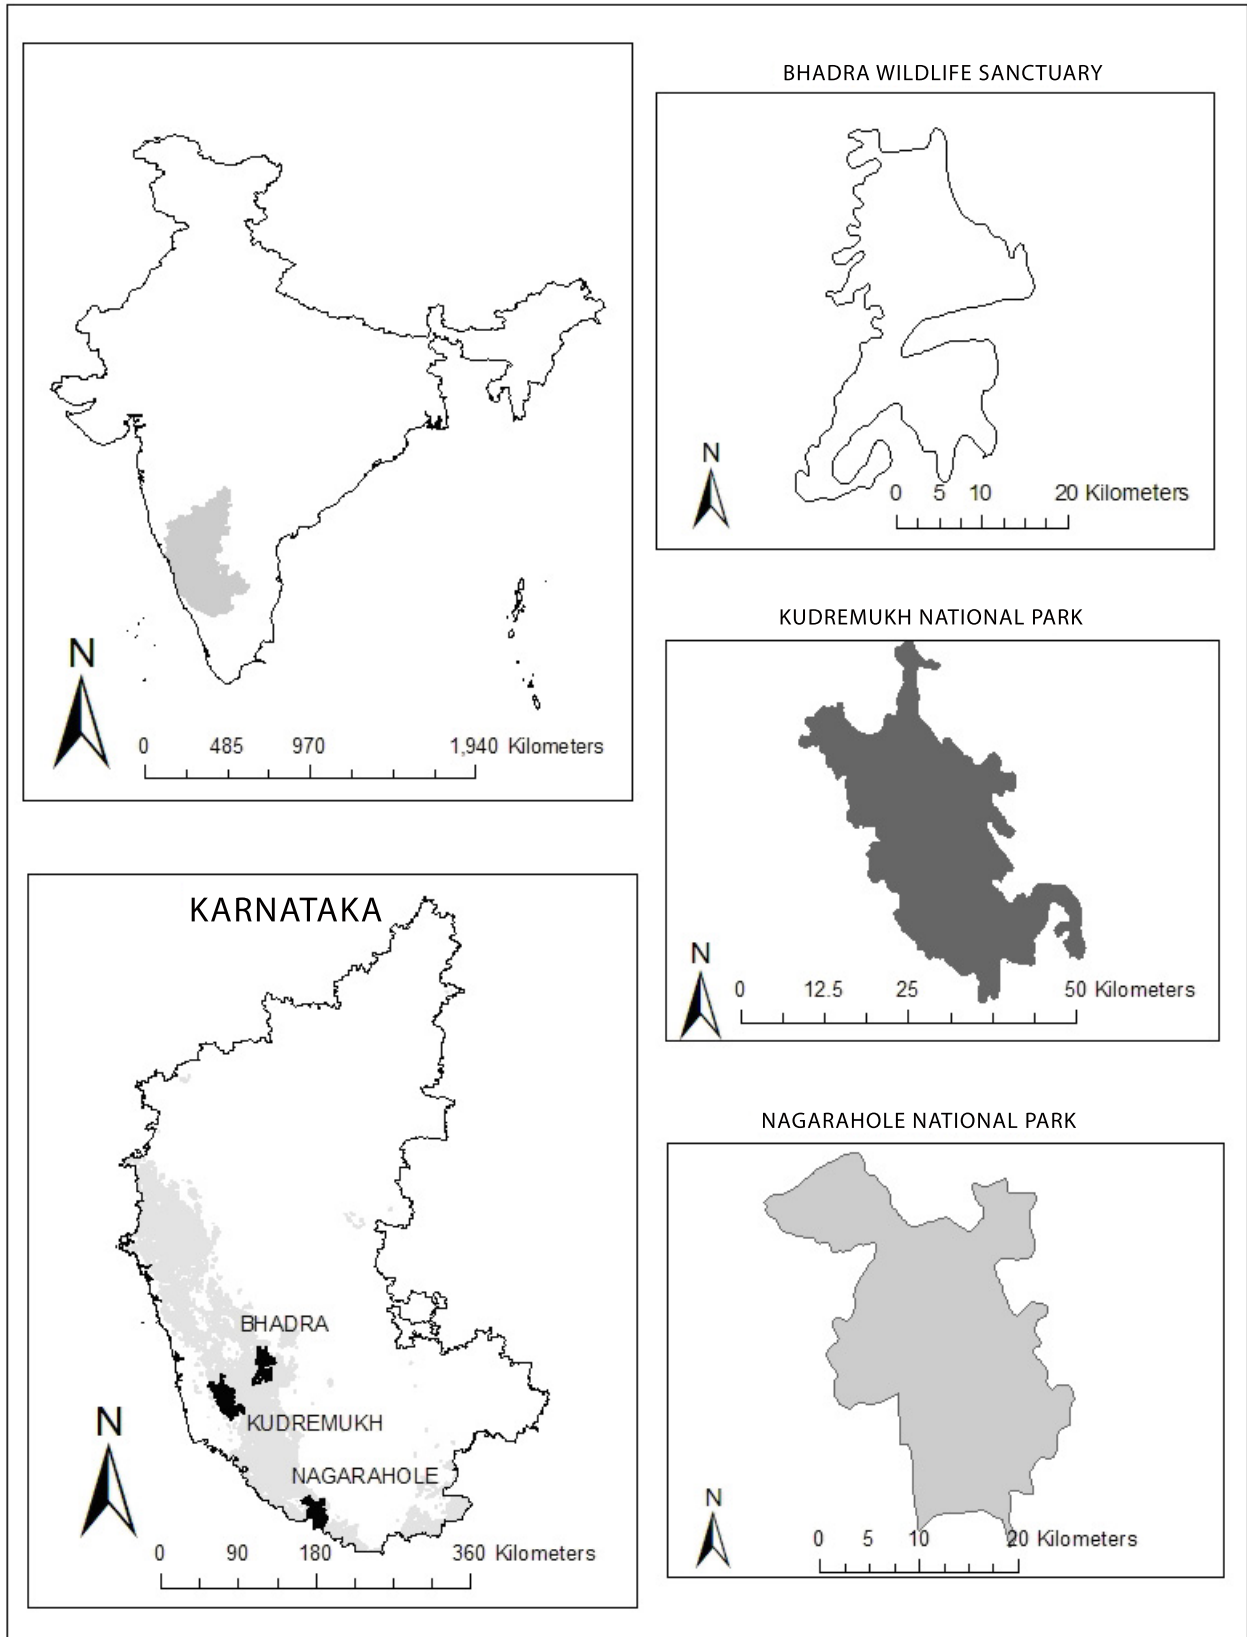 N
0 485 970 1,940 Kilometers
BHADRA WILDLIFE SANCTUARY
N
0 5 10 20 Kilometers
KUDREMUKH NATIONAL PARK
N
0 12.5 25 50 Kilometers
KARNATAKA
BHADRA
KUDREMUKH
NAGARAHOLE
N
0 90 180 360 Kilometers
NAGARAHOLE NATIONAL PARK
N
0 5 10 20 Kilometers